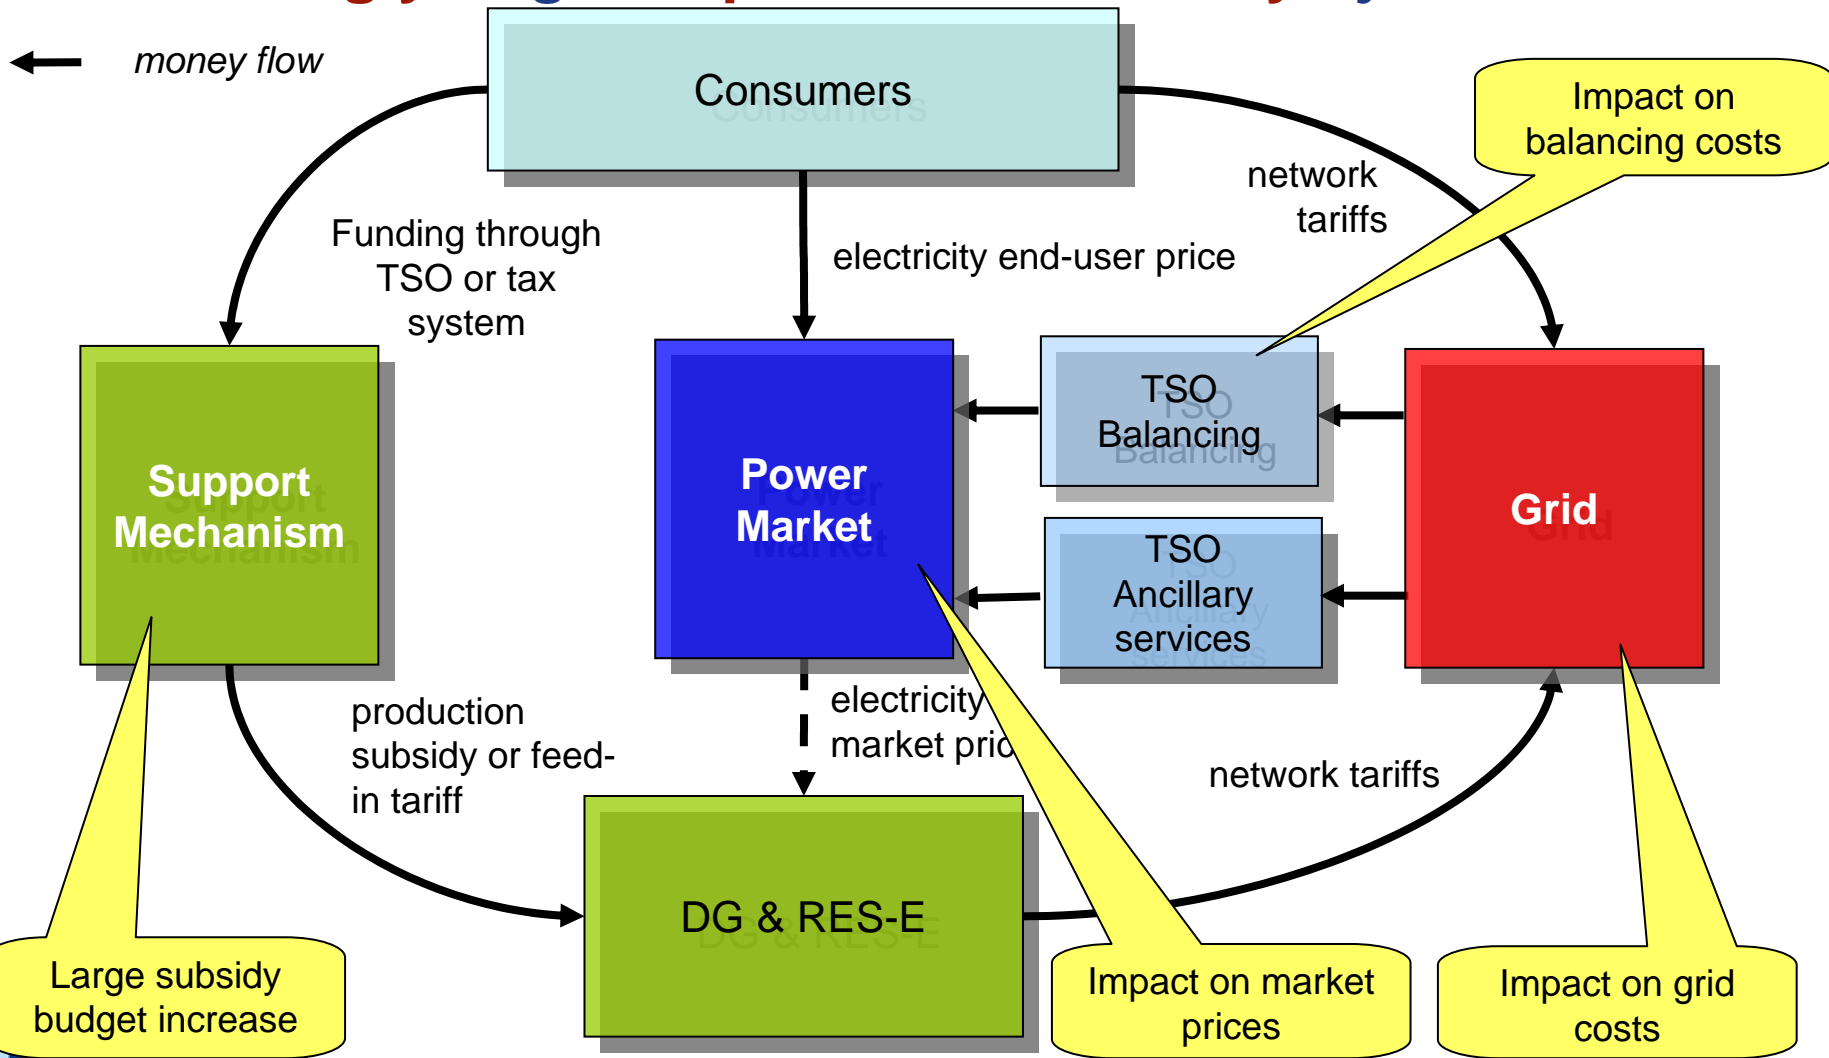 money flow
Consumers
Impact on
balancing costs
network
tariffs
Funding through
TSO or tax
system
electricity end-user price
TSO
Balancing
Support
Mechanism
Power
Market
Grid
TSO
Ancillary
services
production
subsidy or feed-
in tariff
electricity
market pric
network tariffs
DG & RES-E
Large subsidy
budget increase
Impact on market
prices
Impact on grid
costs